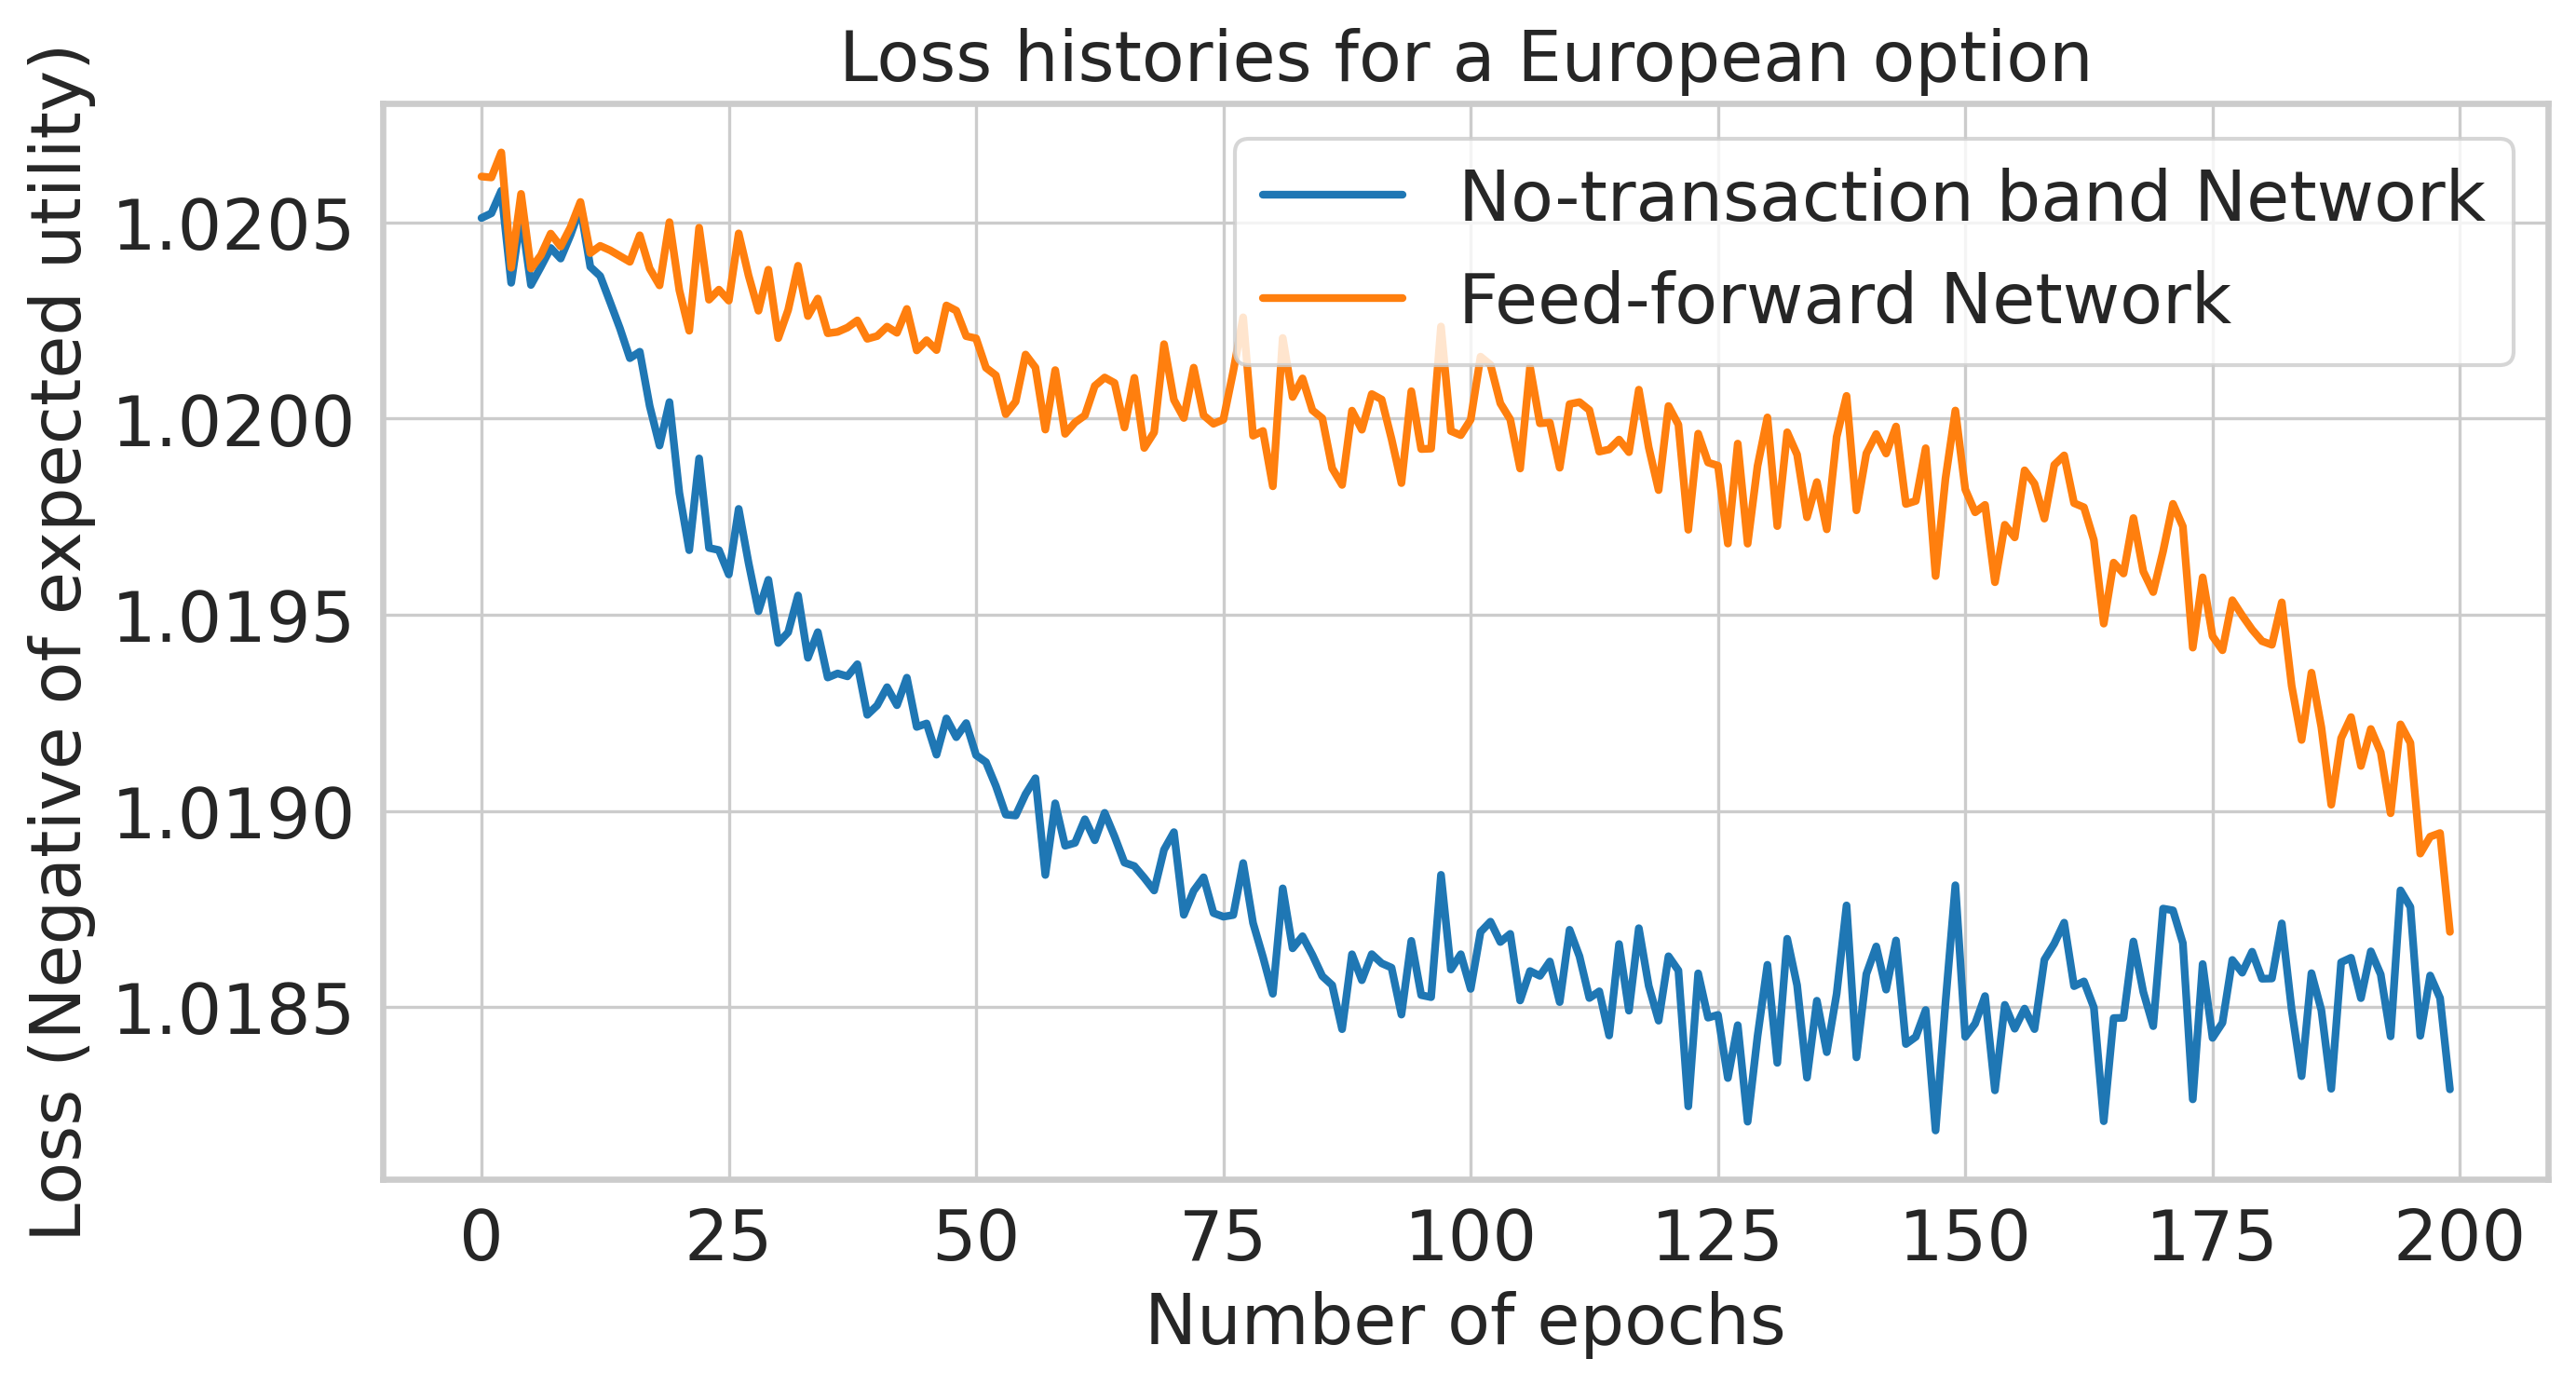 Loss histories for a European option
Loss (Negative of expected utility)
1.0205
1.0200
1.0195
1.0190
1.0185
No-transaction band Network
Feed-forward Network
0 25 50 75 100 125 150 175 200
Number of epochs